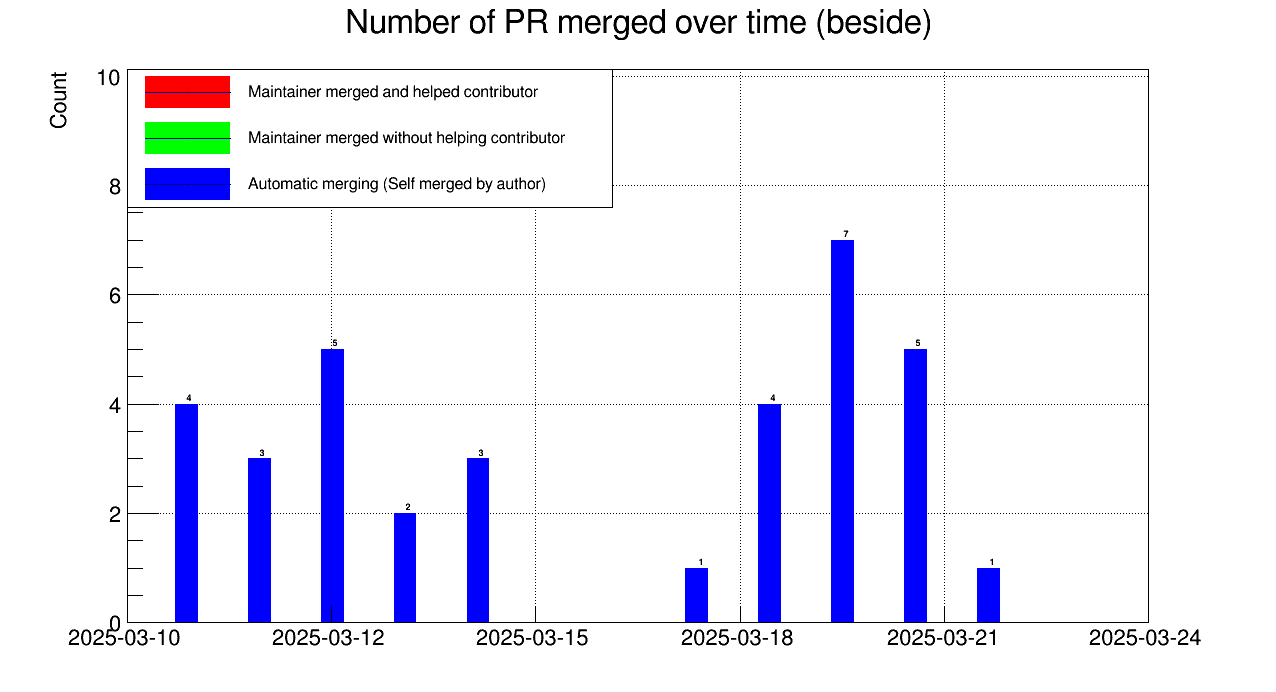 Number of PR merged over time (beside)
Count
10
8
6
4
2
0
Maintainer merged and helped contributor
Maintainer merged without helping contributor
Automatic merging (Self merged by author)
4
3
5
2
3
1
4
7
5
1
2025-03-10 2025-03-12 2025-03-15 2025-03-18 2025-03-21 2025-03-24